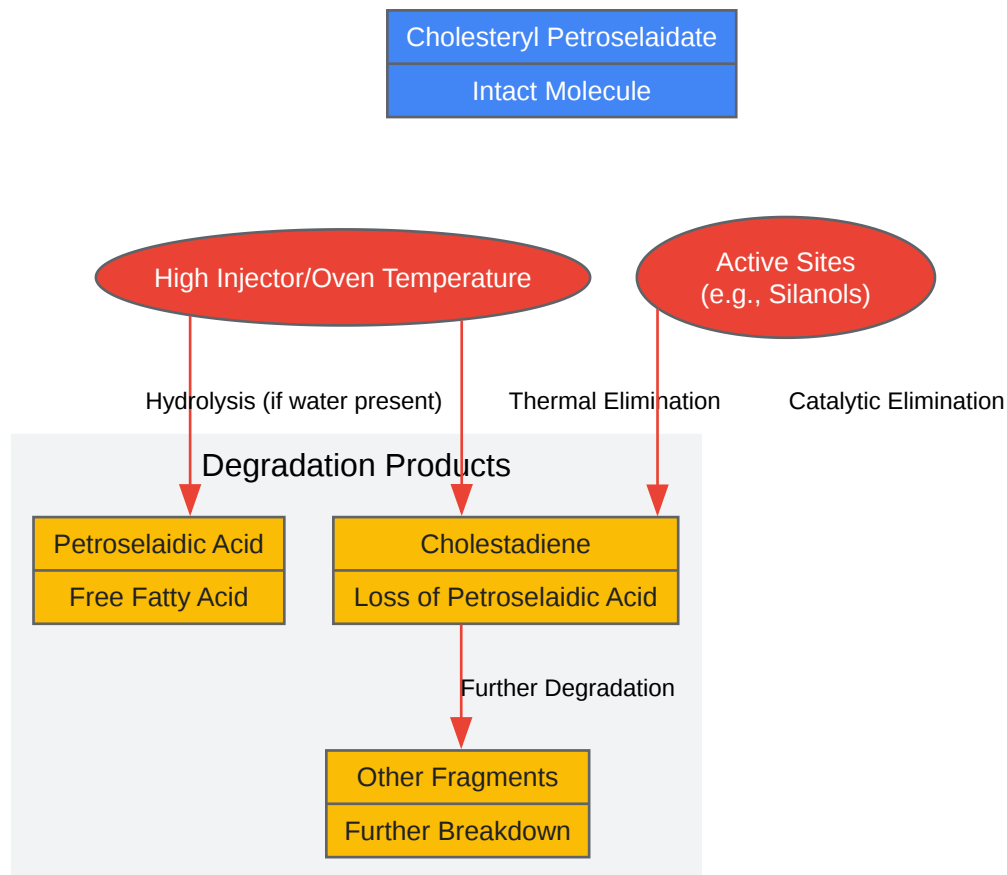 Cholesteryl Petroselaidate
Intact Molecule
High Injector/Oven Temperature
Active Sites
(e.g., Silanols)
Hydrolysis (if water present)
Thermal Elimination
Catalytic Elimination
Degradation Products
Petroselaidic Acid
Free Fatty Acid
Cholestadiene
Loss of Petroselaidic Acid
Further Degradation
Other Fragments
Further Breakdown